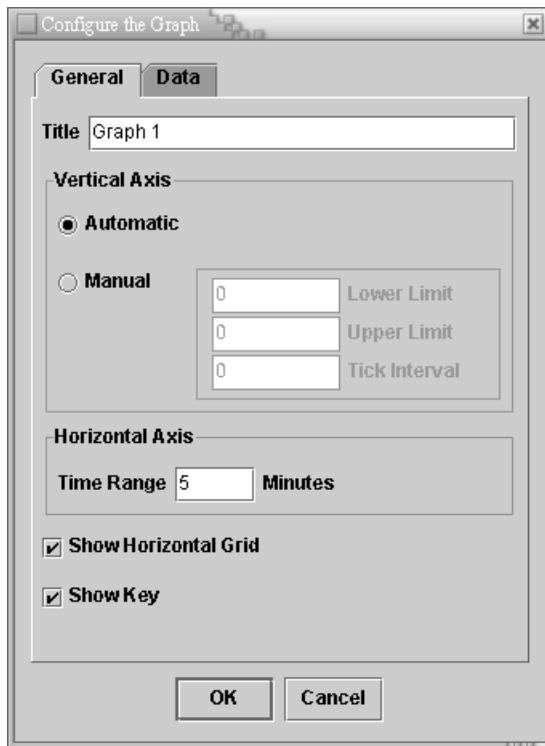 Configure the Graph
General Data
Title Graph 1
Vertical Axis
Automatic
Manual
0 Lower Limit
0 Upper Limit
0 Tick Interval
Horizontal Axis
Time Range 5 Minutes
Show Horizontal Grid
Show Key
OK Cancel